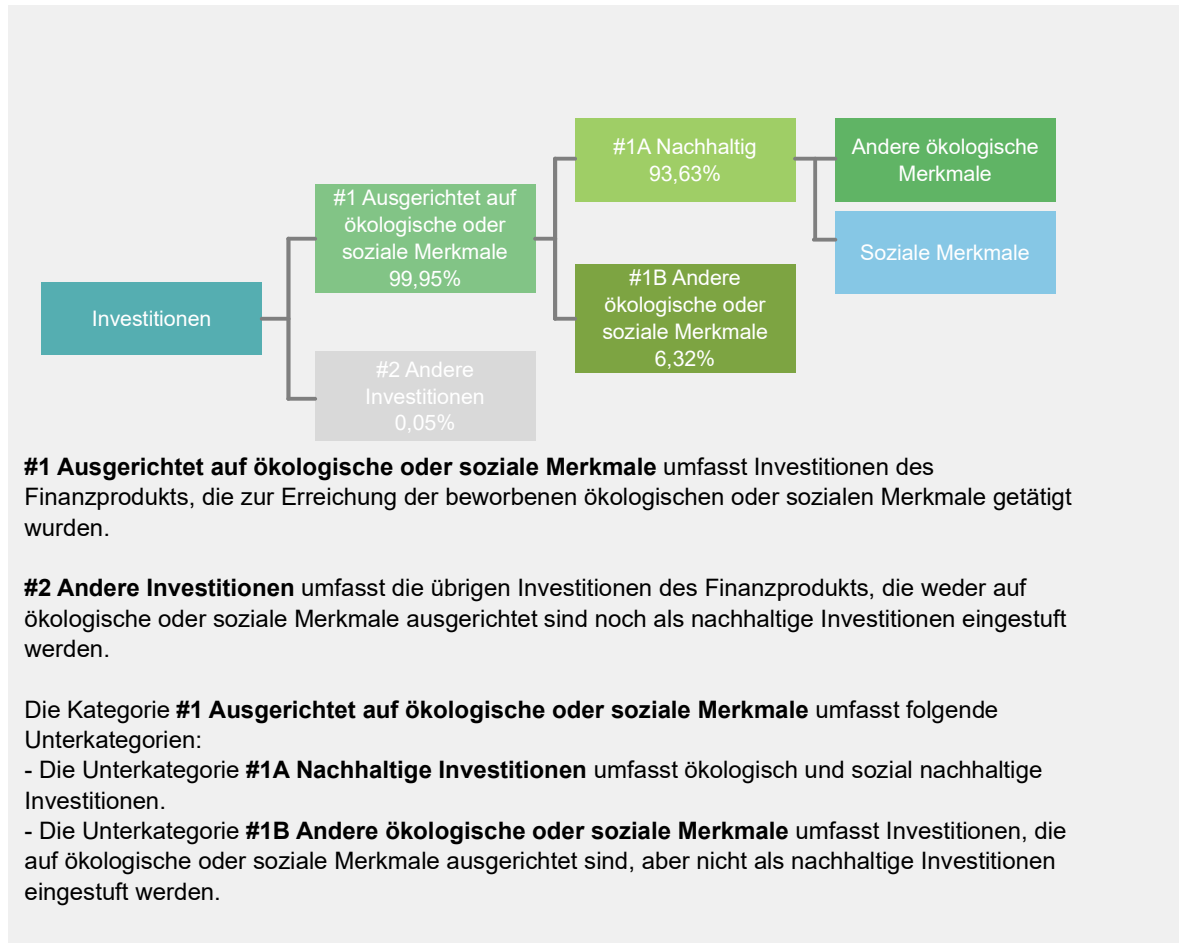 #1A Nachhaltig
93,63%
Andere ökologische
Merkmale
#1 Ausgerichtet auf
ökologische oder
soziale Merkmale
99,95%
Soziale Merkmale
#1B Andere
ökologische oder
soziale Merkmale
6,32%
Investitionen
#2 Andere
Investitionen
0,05%
#1 Ausgerichtet auf ökologische oder soziale Merkmale umfasst Investitionen des
Finanzprodukts, die zur Erreichung der beworbenen ökologischen oder sozialen Merkmale getätigt
wurden.
#2 Andere Investitionen umfasst die übrigen Investitionen des Finanzprodukts, die weder auf
ökologische oder soziale Merkmale ausgerichtet sind noch als nachhaltige Investitionen eingestuft
werden.
Die Kategorie #1 Ausgerichtet auf ökologische oder soziale Merkmale umfasst folgende
Unterkategorien:
- Die Unterkategorie #1A Nachhaltige Investitionen umfasst ökologisch und sozial nachhaltige
Investitionen.
- Die Unterkategorie #1B Andere ökologische oder soziale Merkmale umfasst Investitionen, die
auf ökologische oder soziale Merkmale ausgerichtet sind, aber nicht als nachhaltige Investitionen
eingestuft werden.